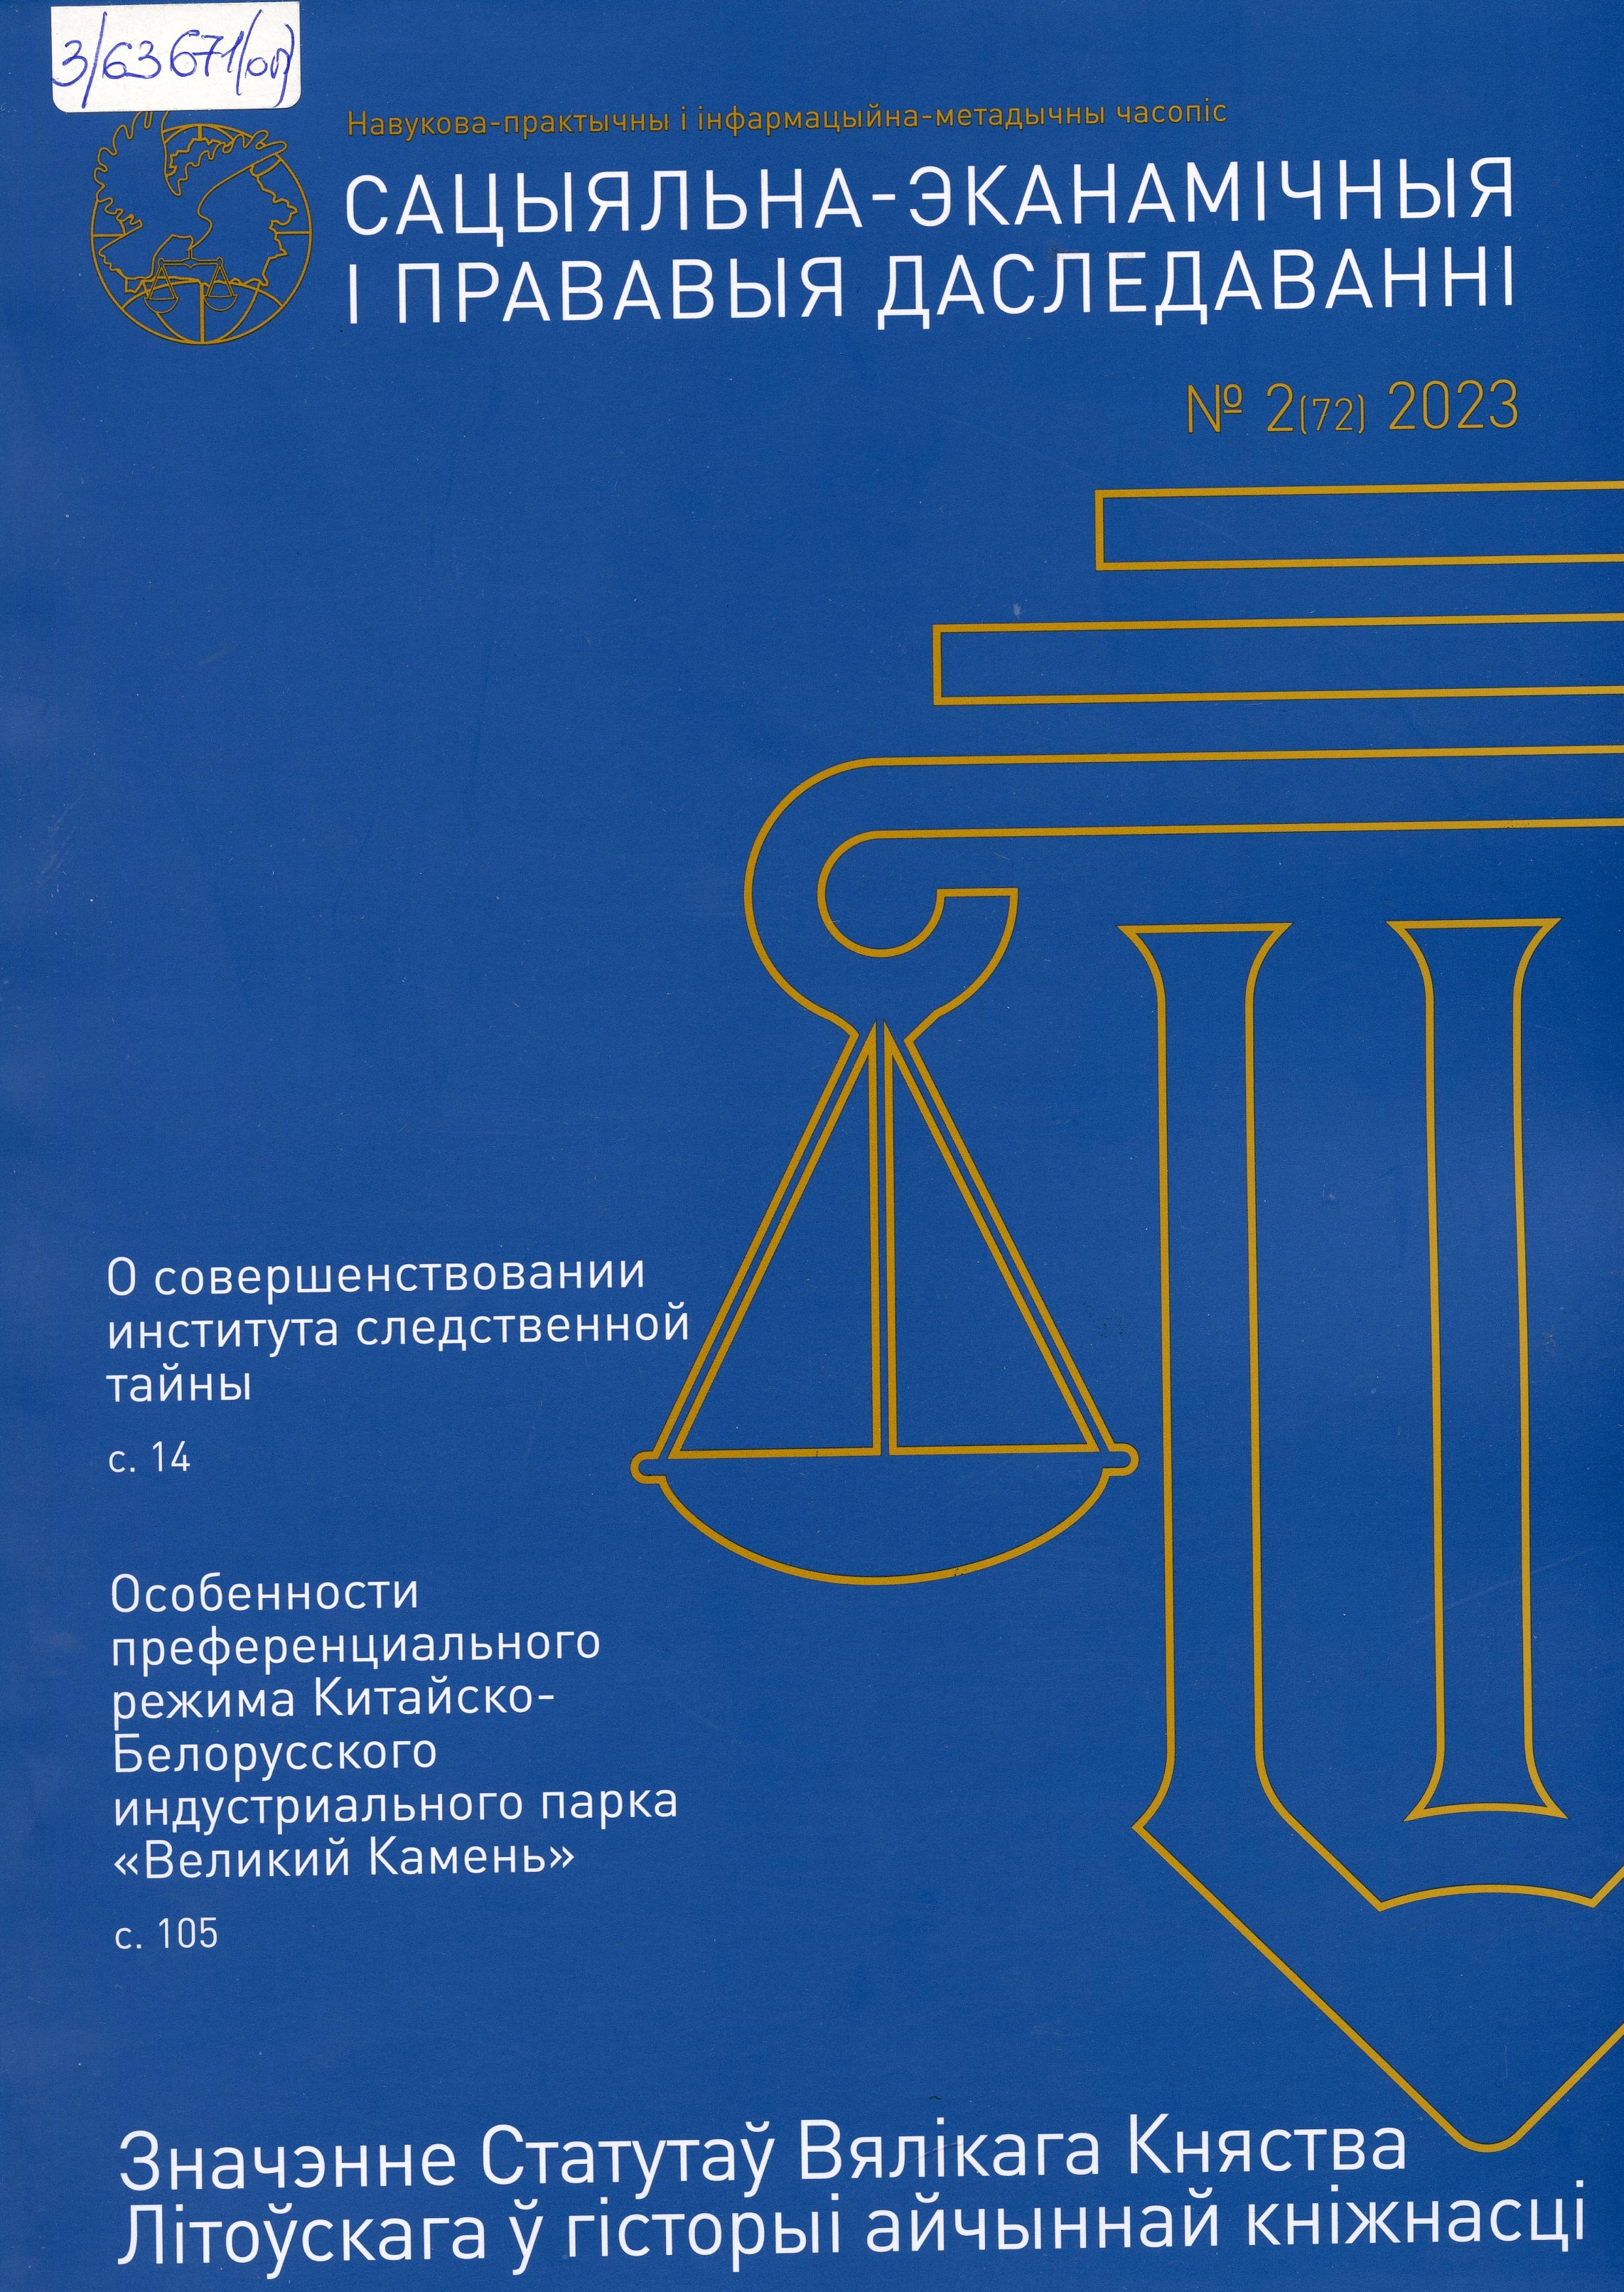 3/63671(оп)
Навукова-практычны і інфармацыйна-метадычны часопіс
САЦЫЯЛЬНА-ЭКАНАМІЧНЫЯ
І ПРАВАВЫЯ ДАСЛЕДАВАННІ
№ 2(72) 2023
О совершенствовании
института следственной
тайны
с. 14
Особенности
преференциального
режима Китайско-
Белорусского
индустриального парка
«Великий Камень»
с. 105
Значэнне Статутаў Вялікага Княства
Літоўскага ў гісторыі айчыннай кніжнасці